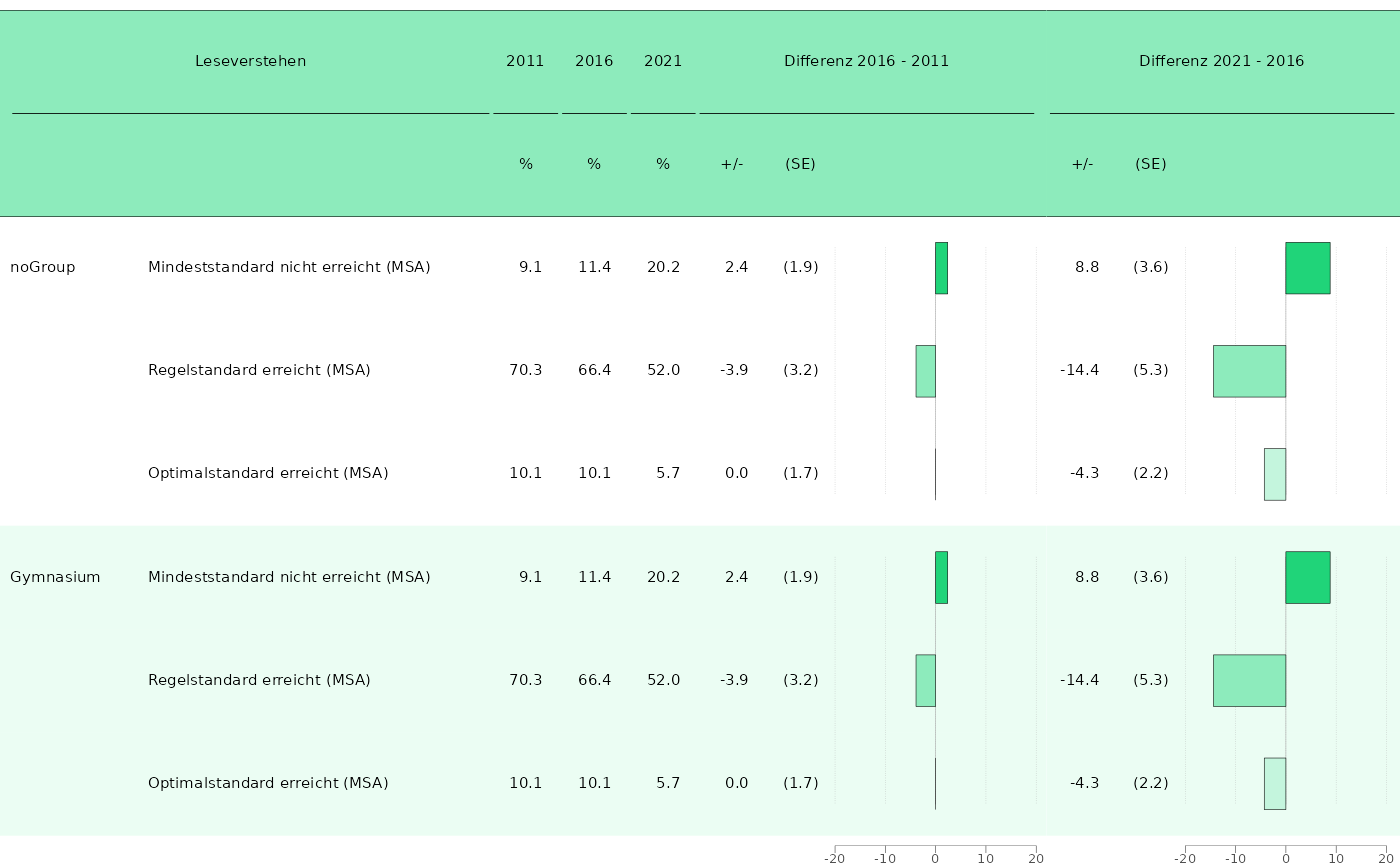 Leseverstehen 2011 2016 2021 Differenz 2016 - 2011 Differenz 2021 - 2016
% % % +/- (SE) +/- (SE)
noGroup Mindeststandard nicht erreicht (MSA) 9.1 11.4 20.2 2.4 (1.9) 8.8 (3.6)
Regelstandard erreicht (MSA) 70.3 66.4 52.0 -3.9 (3.2) -14.4 (5.3)
Optimalstandard erreicht (MSA) 10.1 10.1 5.7 0.0 (1.7) -4.3 (2.2)
Gymnasium Mindeststandard nicht erreicht (MSA) 9.1 11.4 20.2 2.4 (1.9) 8.8 (3.6)
Regelstandard erreicht (MSA) 70.3 66.4 52.0 -3.9 (3.2) -14.4 (5.3)
Optimalstandard erreicht (MSA) 10.1 10.1 5.7 0.0 (1.7) -4.3 (2.2)
-20 -10 0 10 20 -20 -10 0 10 20